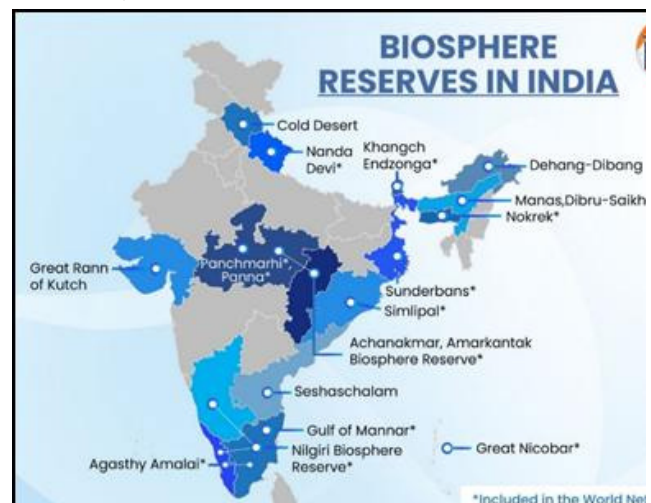 BIOSPHERE
RESERVES IN INDIA
Cold Desert
Nanda
Devi*
Khangch
Endzonga*
Dehang-Dibang
Manas,Dibru-Saikh
Nokrek*
Great Rann
of Kutch
Panchmarhi*,
Panna*
Sunderbans*
Simlipal*
Achanakmar, Amarkantak
Biosphere Reserve*
Seshaschalam
Gulf of Mannar*
Agasthy Amalai*
Nilgiri Biosphere
Reserve*
Great Nicobar*
*Included in the World Net